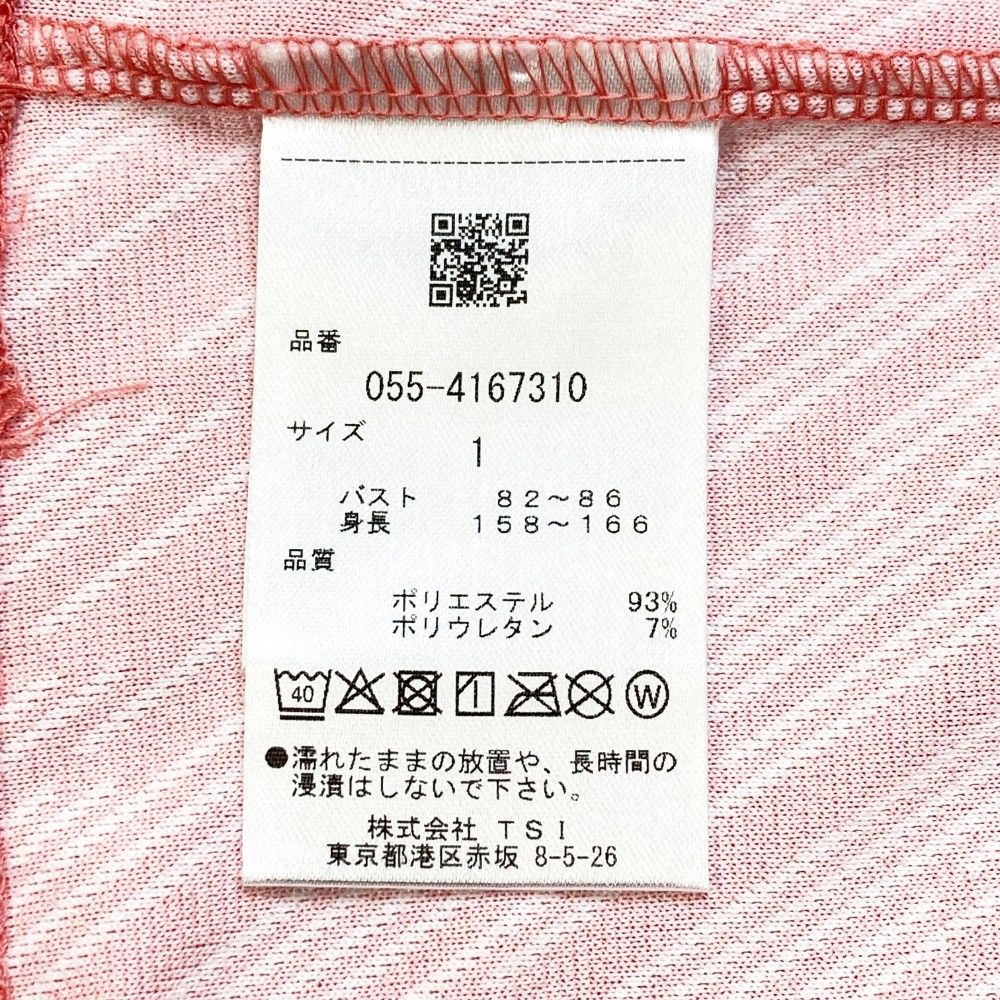 品番
055-4167310
サイズ
1
バスト 82～86
身長 158～166
品質
ポリエステル 93%
ポリウレタン 7%
40 W
●濡れたままの放置や、長時間の
浸漬はしないで下さい。
株式会社 TSI
東京都港区赤坂 8-5-26